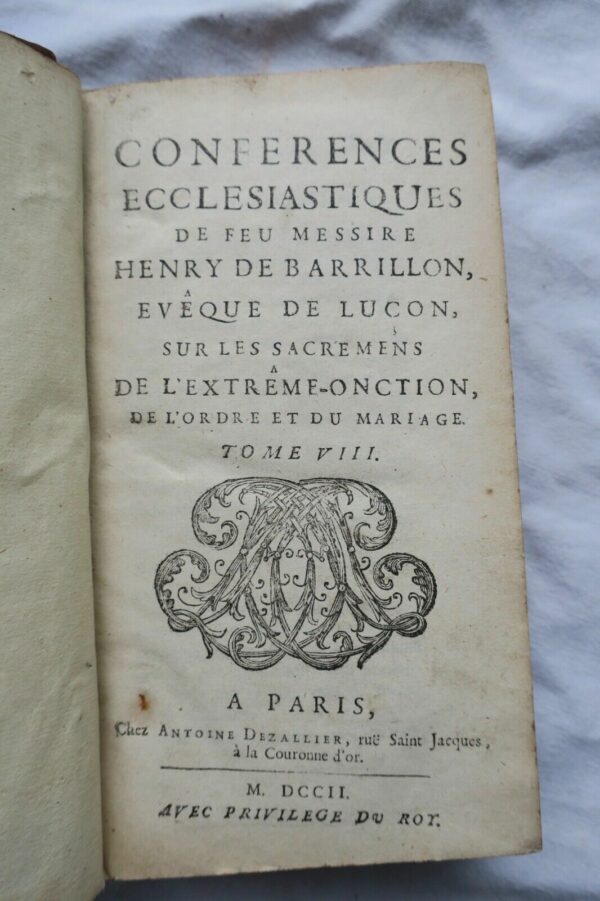 CONFERENCES
ECCLESIASTIQUES
DE FEU MESSIRE
HENRY DE BARRILLON,
EVÊQUE DE LUÇON,
SUR LES SACREMENS
DE L'EXTRÊME-ONCTION,
DE L'ORDRE ET DU MARIAGE.
TOME VIII.
A PARIS,
Chez ANTOINE DEZALLIER, ruë Saint Jacques,
à la Couronne d'or.
M. DCCII.
AVEC PRIVILEGE DU ROY.